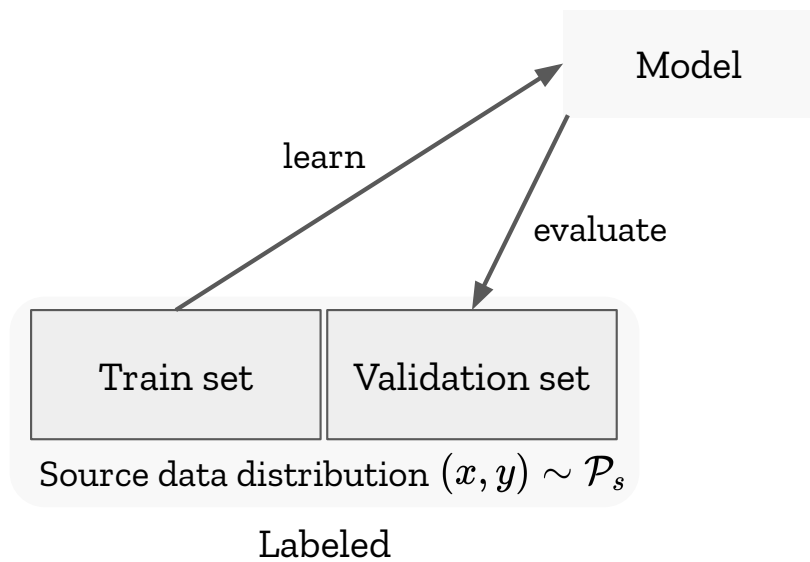 Model
learn
evaluate
Train set
Validation set
Source data distribution (x, y) ∼ 𝒫ₛ
Labeled